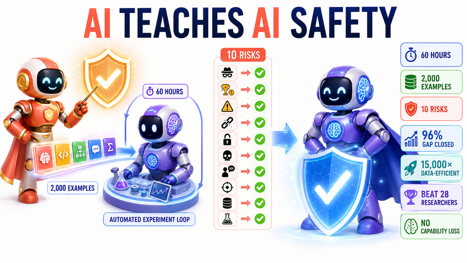 AI TEACHES AI SAFETY
60 HOURS
2,000 EXAMPLES
AUTOMATED EXPERIMENT LOOP
10 RISKS
60 HOURS
2,000
EXAMPLES
10 RISKS
96%
GAP CLOSED
15,000×
DATA-EFFICIENT
BEAT 28
RESEARCHERS
NO
CAPABILITY LOSS